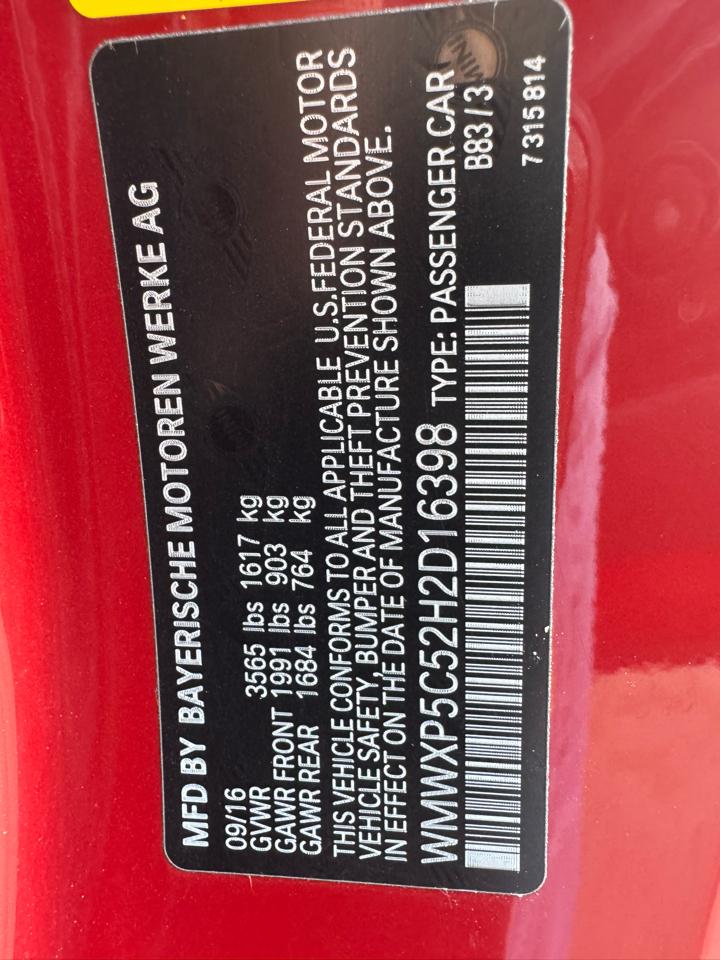 MFD BY BAYERISCHE MOTOREN WERKE AG
09/16
GVWR 3565 lbs 1617 kg
GAWR FRONT 1991 lbs 903 kg
GAWR REAR 1684 lbs 764 kg
THIS VEHICLE CONFORMS TO ALL APPLICABLE U.S.FEDERAL MOTOR
VEHICLE SAFETY, BUMPER AND THEFT PREVENTION STANDARDS
IN EFFECT ON THE DATE OF MANUFACTURE SHOWN ABOVE.
WMWXP5C52H2D16398 TYPE: PASSENGER CAR
B83/3
7315814
MINI